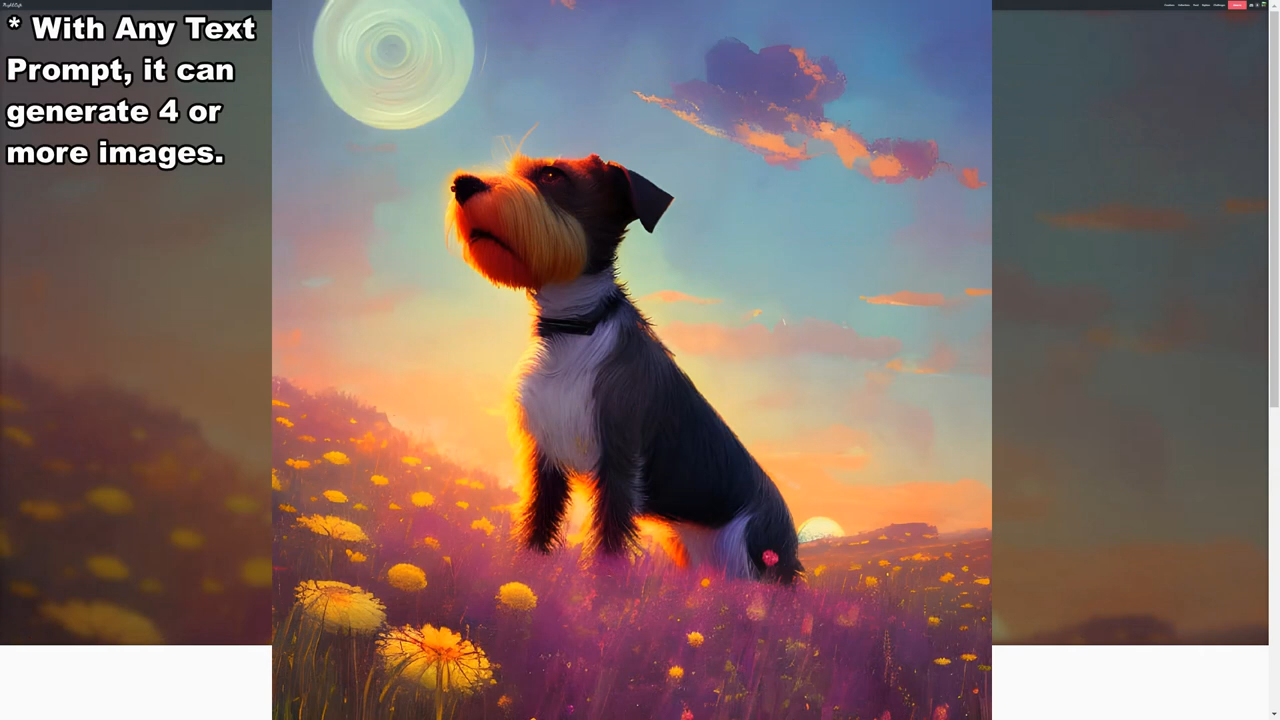 * With Any Text
Prompt, it can
generate 4 or
more images.